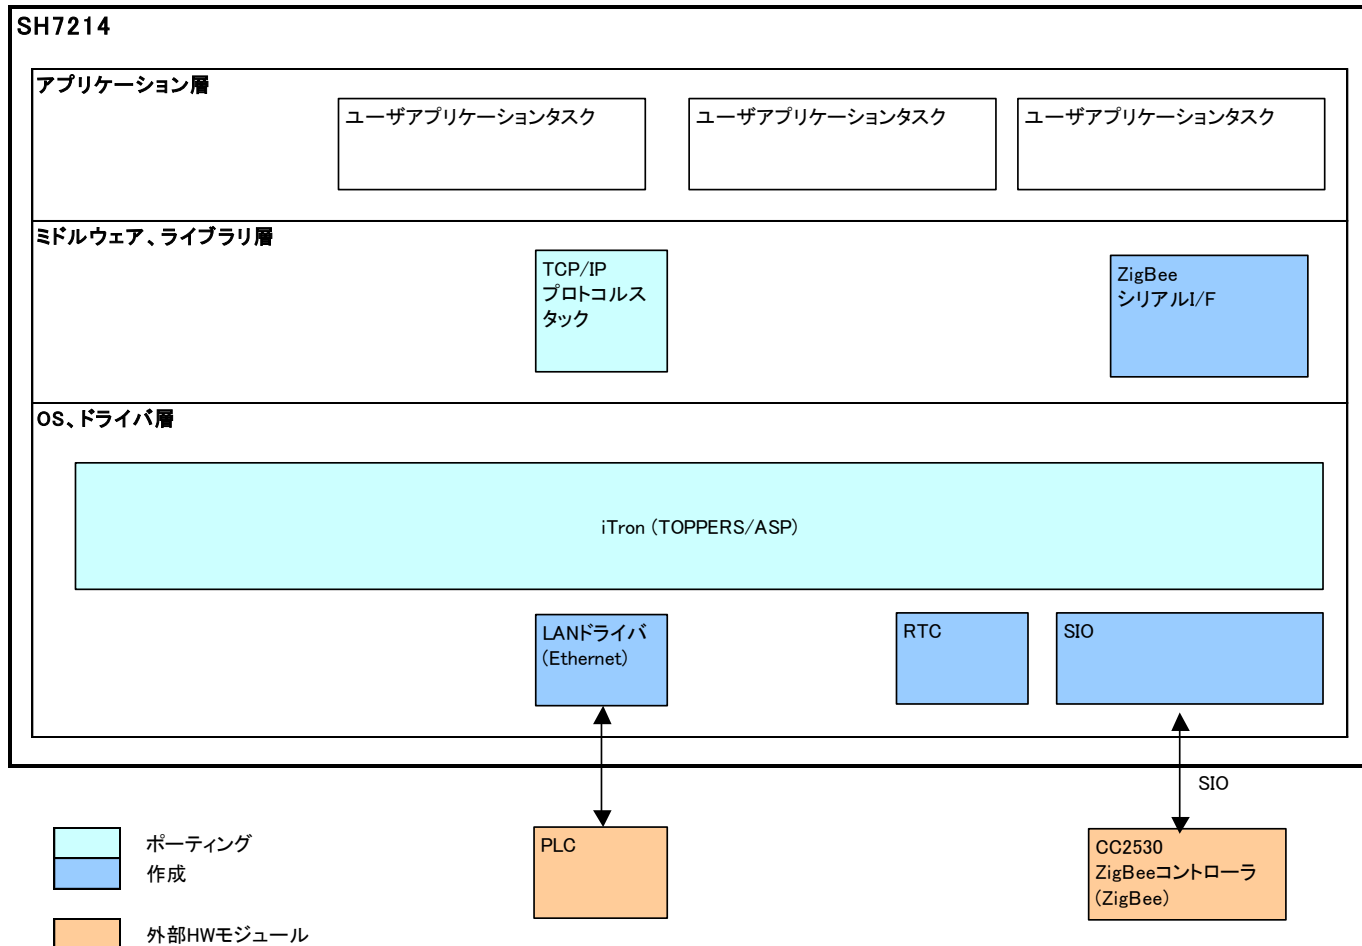 SH7214
アプリケーション層
ユーザアプリケーションタスク
ユーザアプリケーションタスク
ユーザアプリケーションタスク
ミドルウェア、ライブラリ層
TCP/IP
プロトコルス
タック
ZigBee
シリアルI/F
OS、ドライバ層
iTron (TOPPERS/ASP)
LANドライバ
(Ethernet)
RTC
SIO
SIO
ポーティング
作成
PLC
CC2530
ZigBeeコントローラ
(ZigBee)
外部HWモジュール